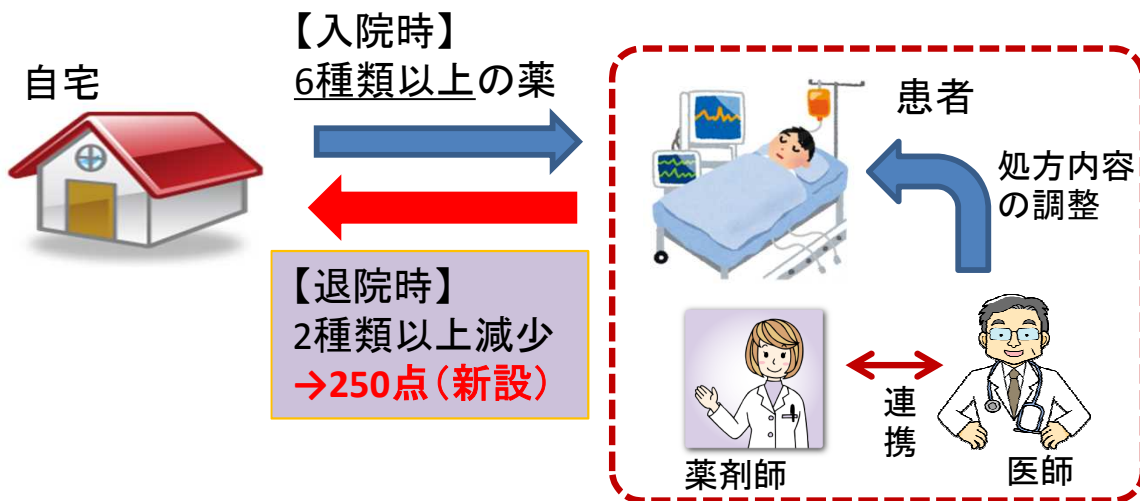 自宅
【入院時】
6種類以上の薬
【退院時】
2種類以上減少
→250点（新設）
患者
処方内容
の調整
連
携
薬剤師
医師